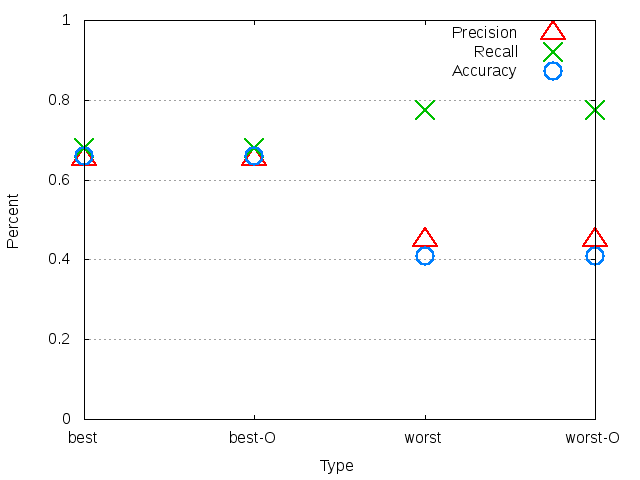 1
Precision
Recall
Accuracy
0.8
0.6
0.4
0.2
0
Percent
best best-O worst worst-O
Type